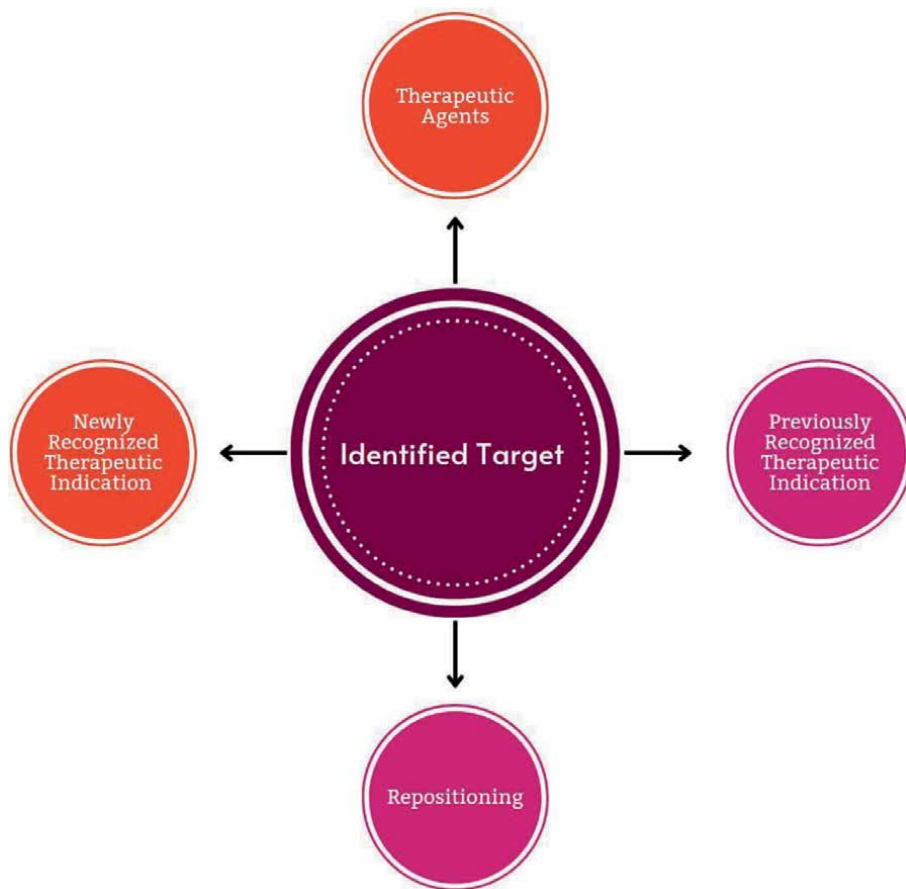 Therapeutic
Agents
Newly
Recognized
Therapeutic
Indication
Identified Target
Previously
Recognized
Therapeutic
Indication
Repositioning